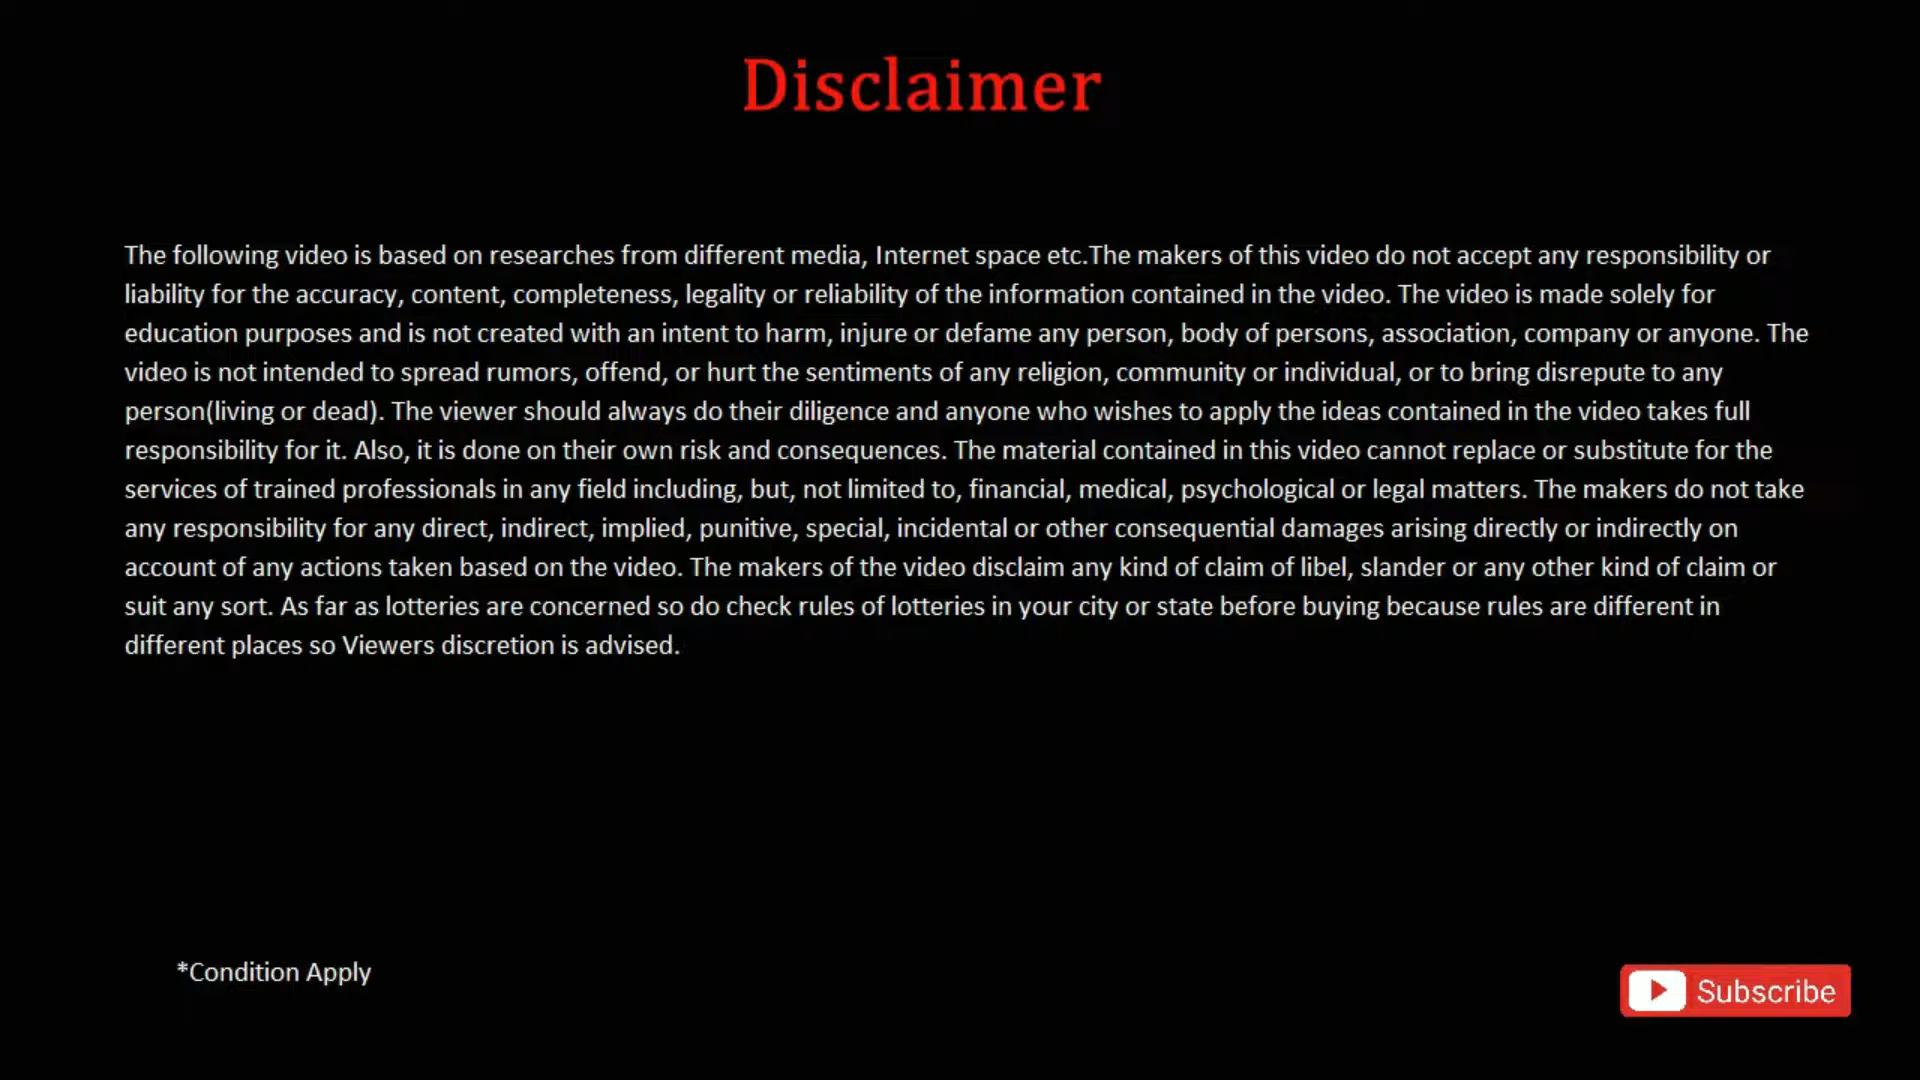 Disclaimer
The following video is based on researches from different media, Internet space etc.The makers of this video do not accept any responsibility or
liability for the accuracy, content, completeness, legality or reliability of the information contained in the video. The video is made solely for
education purposes and is not created with an intent to harm, injure or defame any person, body of persons, association, company or anyone. The
video is not intended to spread rumors, offend, or hurt the sentiments of any religion, community or individual, or to bring disrepute to any
person(living or dead). The viewer should always do their diligence and anyone who wishes to apply the ideas contained in the video takes full
responsibility for it. Also, it is done on their own risk and consequences. The material contained in this video cannot replace or substitute for the
services of trained professionals in any field including, but, not limited to, financial, medical, psychological or legal matters. The makers do not take
any responsibility for any direct, indirect, implied, punitive, special, incidental or other consequential damages arising directly or indirectly on
account of any actions taken based on the video. The makers of the video disclaim any kind of claim of libel, slander or any other kind of claim or
suit any sort. As far as lotteries are concerned so do check rules of lotteries in your city or state before buying because rules are different in
different places so Viewers discretion is advised.
*Condition Apply
Subscribe